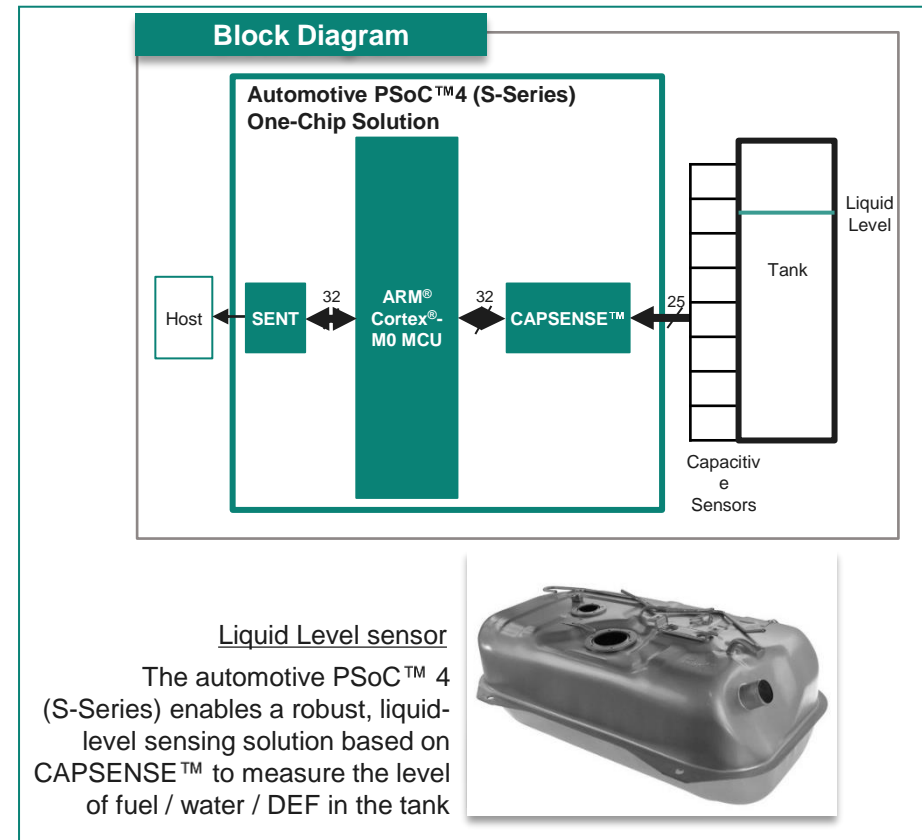 Block Diagram
Automotive PSoC™4 (S-Series)
One-Chip Solution
Host
SENT
32
ARM®
Cortex®-
M0 MCU
32
CAPSENSE™
25
Tank
Liquid
Level
Capacitiv
e
Sensors
Liquid Level sensor
The automotive PSoC™ 4
(S-Series) enables a robust, liquid-
level sensing solution based on
CAPSENSE™ to measure the level
of fuel / water / DEF in the tank